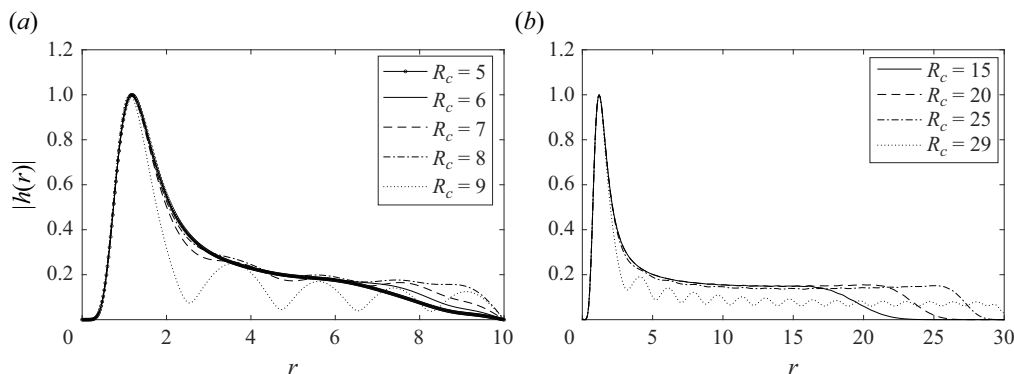 (a)
(b)
1.2
1.0
0.8
0.6
0.4
0.2
0
2
4
6
8
10
r
|h(r)|
R_c = 5
R_c = 6
R_c = 7
R_c = 8
R_c = 9
1.2
1.0
0.8
0.6
0.4
0.2
0
5
10
15
20
25
30
r
R_c = 15
R_c = 20
R_c = 25
R_c = 29